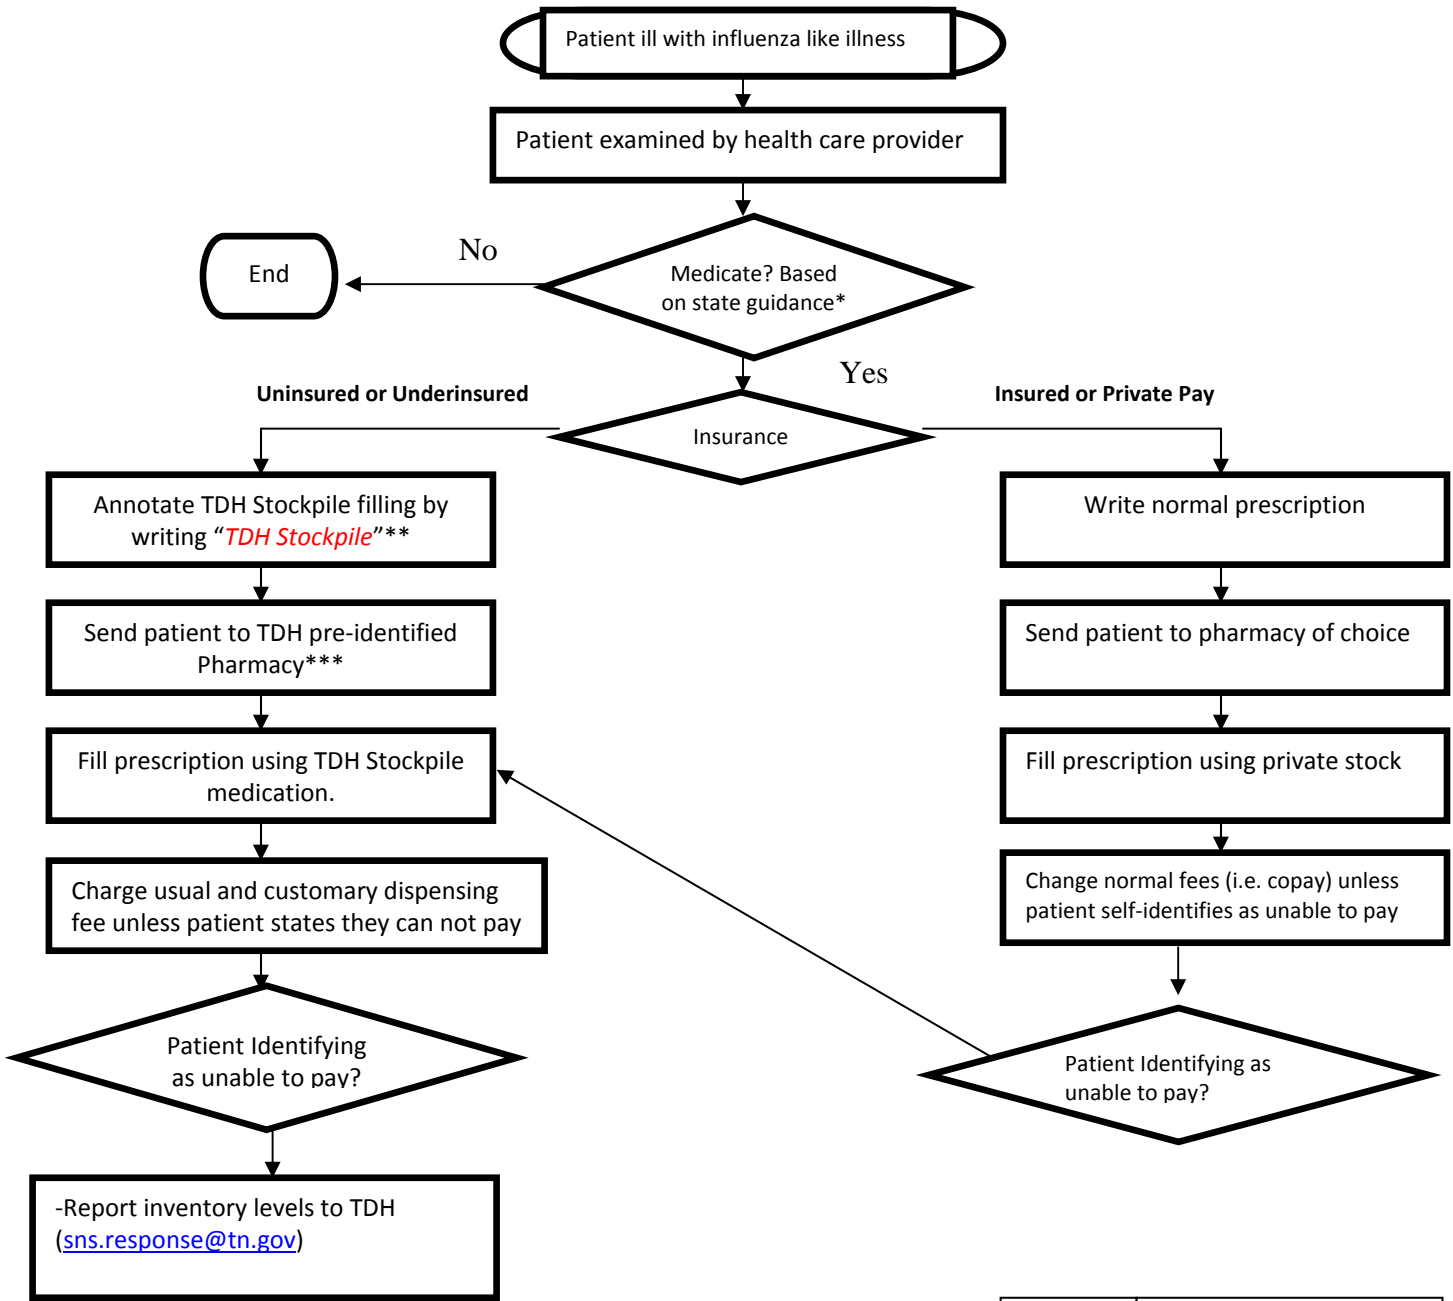 Patient ill with influenza like illness
Patient examined by health care provider
No
End
Medicate? Based
on state guidance*
Yes
Uninsured or Underinsured
Insured or Private Pay
Insurance
Annotate TDH Stockpile filling by
writing “TDH Stockpile”**
Write normal prescription
Send patient to TDH pre-identified
Pharmacy***
Send patient to pharmacy of choice
Fill prescription using TDH Stockpile
medication.
Fill prescription using private stock
Charge usual and customary dispensing
fee unless patient states they can not pay
Change normal fees (i.e. copay) unless
patient self-identifies as unable to pay
Patient Identifying
as unable to pay?
Patient Identifying as
unable to pay?
-Report inventory levels to TDH
(sns.response@tn.gov)